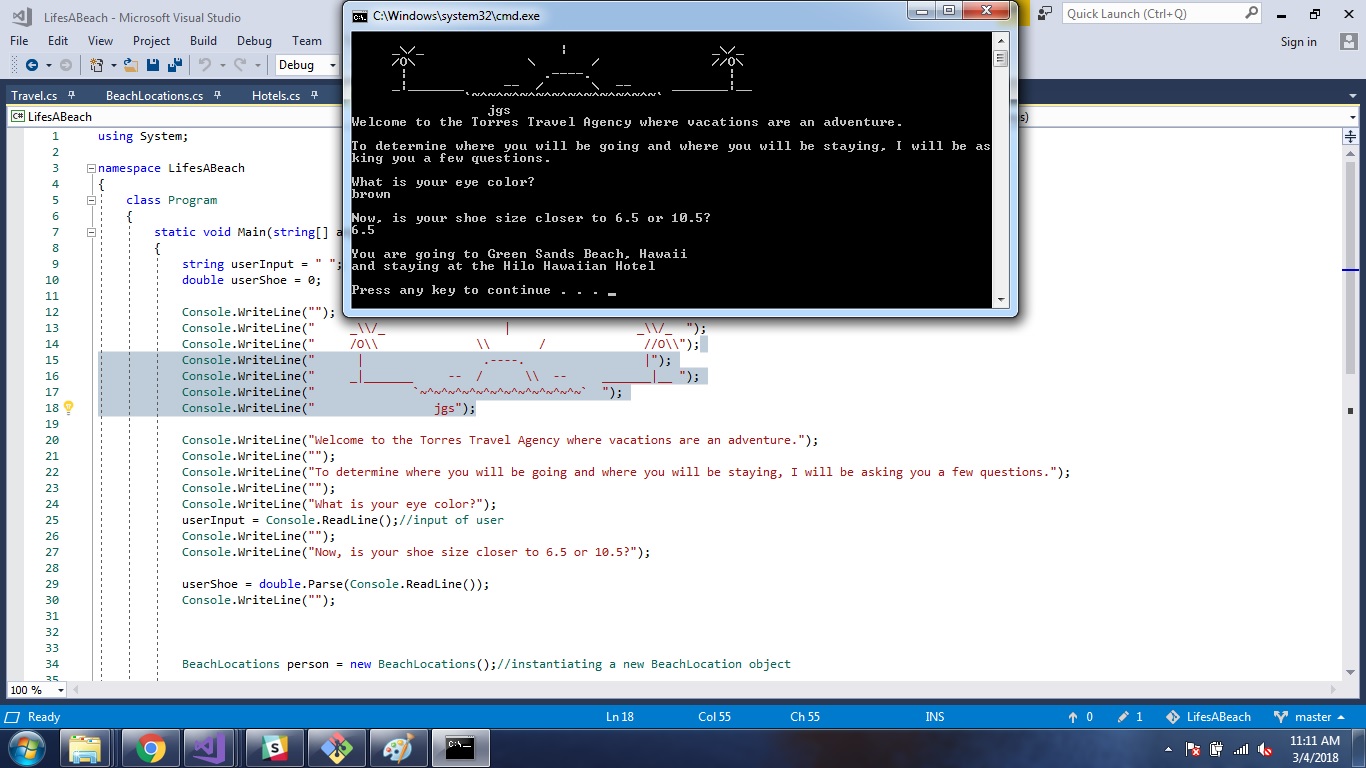 LifesABeach - Microsoft Visual Studio
C:\Windows\system32\cmd.exe
Quick Launch (Ctrl+Q)
File Edit View Project Build Debug Team
Sign in
Debug
Travel.cs BeachLocations.cs Hotels.cs
C# LifesABeach
s)
      _\/_                 |                  _\/_
      /O\             \       /               //O\
       |                .----.                 |
      _|_______     --  /      \  --     _______|__
               `~^~^~^~^~^~^~^~^~^~^~^~`
                  jgs
Welcome to the Torres Travel Agency where vacations are an adventure.
To determine where you will be going and where you will be staying, I will be as
king you a few questions.
What is your eye color?
brown
Now, is your shoe size closer to 6.5 or 10.5?
6.5
You are going to Green Sands Beach, Hawaii
and staying at the Hilo Hawaiian Hotel
Press any key to continue . . . _
1 using System;
2
3 namespace LifesABeach
4 {
5 class Program
6 {
7 static void Main(string[] a
8 {
9 string userInput = " ";
10 double userShoe = 0;
11
12 Console.WriteLine("");
13 Console.WriteLine("     _\\/_                 |                  _\\/_  ");
14 Console.WriteLine("     /O\\             \\       /              //O\\");
15 Console.WriteLine("      |                 .----.                 |");
16 Console.WriteLine("     _|_______     --  /      \\  --     _______|__ ");
17 Console.WriteLine("              `~^~^~^~^~^~^~^~^~^~^~^~`  ");
18 Console.WriteLine("                 jgs");
19
20 Console.WriteLine("Welcome to the Torres Travel Agency where vacations are an adventure.");
21 Console.WriteLine("");
22 Console.WriteLine("To determine where you will be going and where you will be staying, I will be asking you a few questions.");
23 Console.WriteLine("");
24 Console.WriteLine("What is your eye color?");
25 userInput = Console.ReadLine();//input of user
26 Console.WriteLine("");
27 Console.WriteLine("Now, is your shoe size closer to 6.5 or 10.5?");
28
29 userShoe = double.Parse(Console.ReadLine());
30 Console.WriteLine("");
31
32
33
34 BeachLocations person = new BeachLocations();//instantiating a new BeachLocation object
35
100 %
Ready Ln 18 Col 55 Ch 55 INS 0 1 LifesABeach master
11:11 AM
3/4/2018